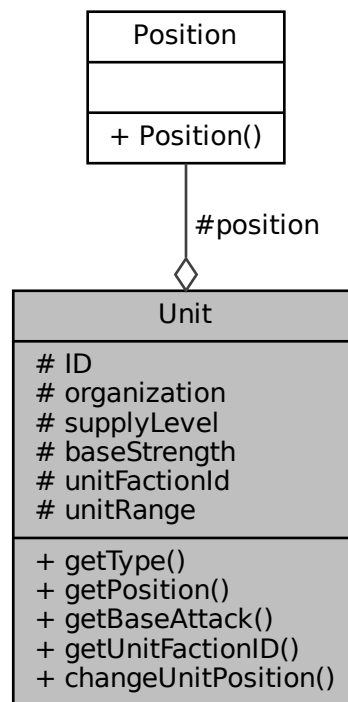 Position
+ Position()
#position
Unit
# ID
# organization
# supplyLevel
# baseStrength
# unitFactionId
# unitRange
+ getType()
+ getPosition()
+ getBaseAttack()
+ getUnitFactionID()
+ changeUnitPosition()